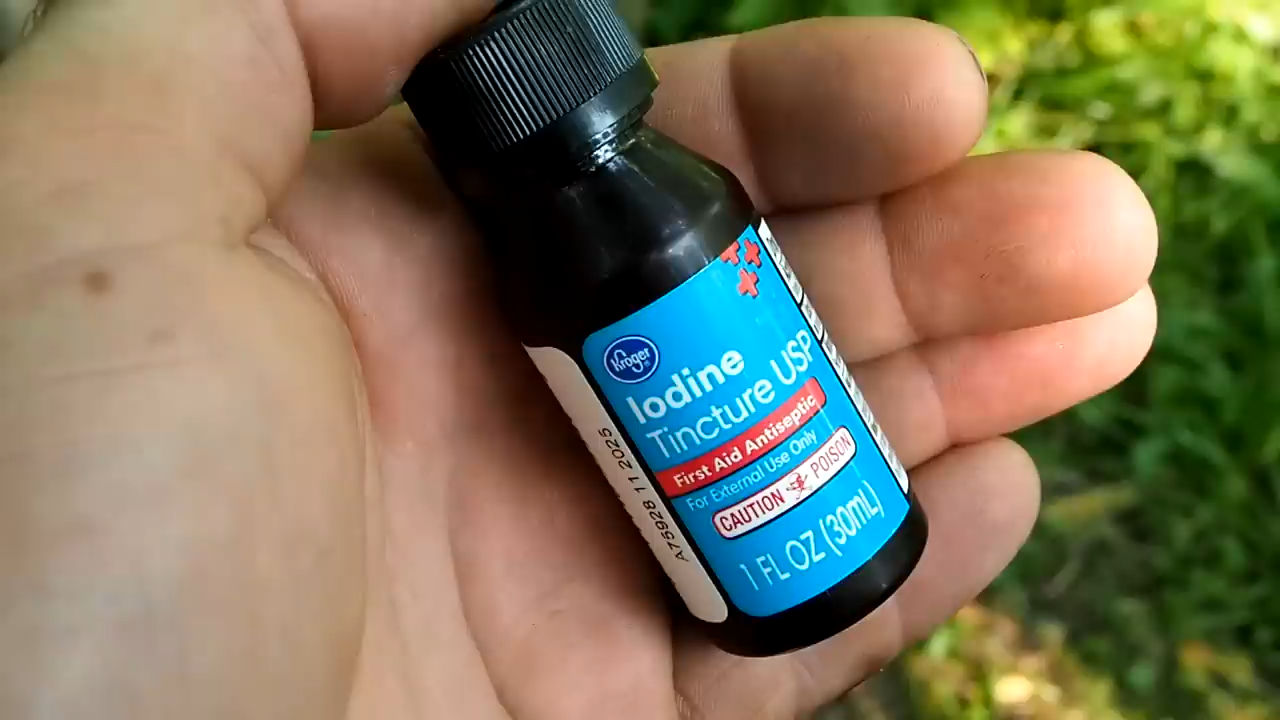 Kroger
Iodine
Tincture USP
First Aid Antiseptic
For External Use Only
CAUTION POISON
1 FL OZ (30mL)
A75928 11 2025